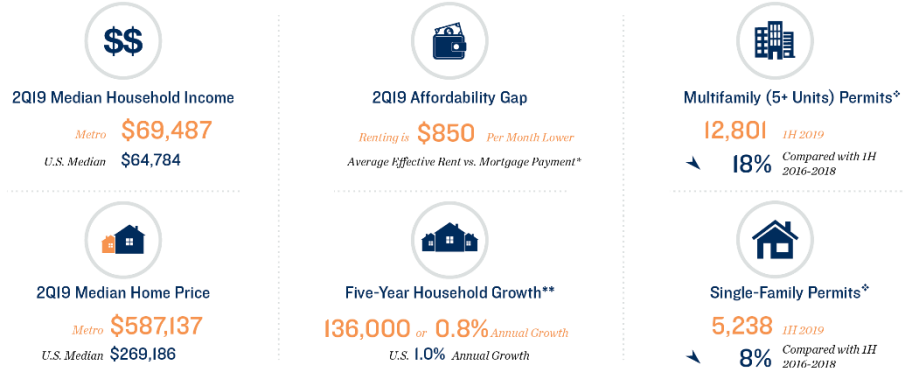 $$
2Q19 Median Household Income
Metro $69,487
U.S. Median $64,784
2Q19 Affordability Gap
Renting is $850 Per Month Lower
Average Effective Rent vs. Mortgage Payment*
Multifamily (5+ Units) Permits❖
12,801 1H 2019
18% Compared with 1H
2016-2018
2Q19 Median Home Price
Metro $587,137
U.S. Median $269,186
Five-Year Household Growth**
136,000 or 0.8% Annual Growth
U.S. 1.0% Annual Growth
Single-Family Permits❖
5,238 1H 2019
8% Compared with 1H
2016-2018